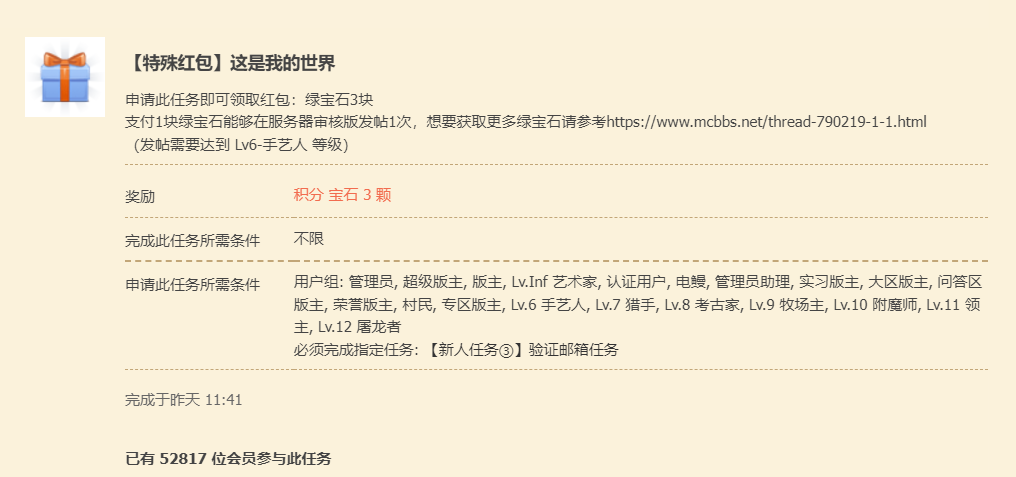 【特殊红包】这是我的世界
申请此任务即可领取红包：绿宝石3块
支付1块绿宝石能够在服务器审核版发帖1次，想要获取更多绿宝石请参考https://www.mcbbs.net/thread-790219-1-1.html
（发帖需要达到 Lv6-手艺人 等级）
奖励 积分 宝石 3 颗
完成此任务所需条件 不限
申请此任务所需条件 用户组: 管理员, 超级版主, 版主, Lv.Inf 艺术家, 认证用户, 电鳗, 管理员助理, 实习版主, 大区版主, 问答区
版主, 荣誉版主, 村民, 专区版主, Lv.6 手艺人, Lv.7 猎手, Lv.8 考古家, Lv.9 牧场主, Lv.10 附魔师, Lv.11 领
主, Lv.12 屠龙者
必须完成指定任务: 【新人任务③】验证邮箱任务
完成于昨天 11:41
已有 52817 位会员参与此任务